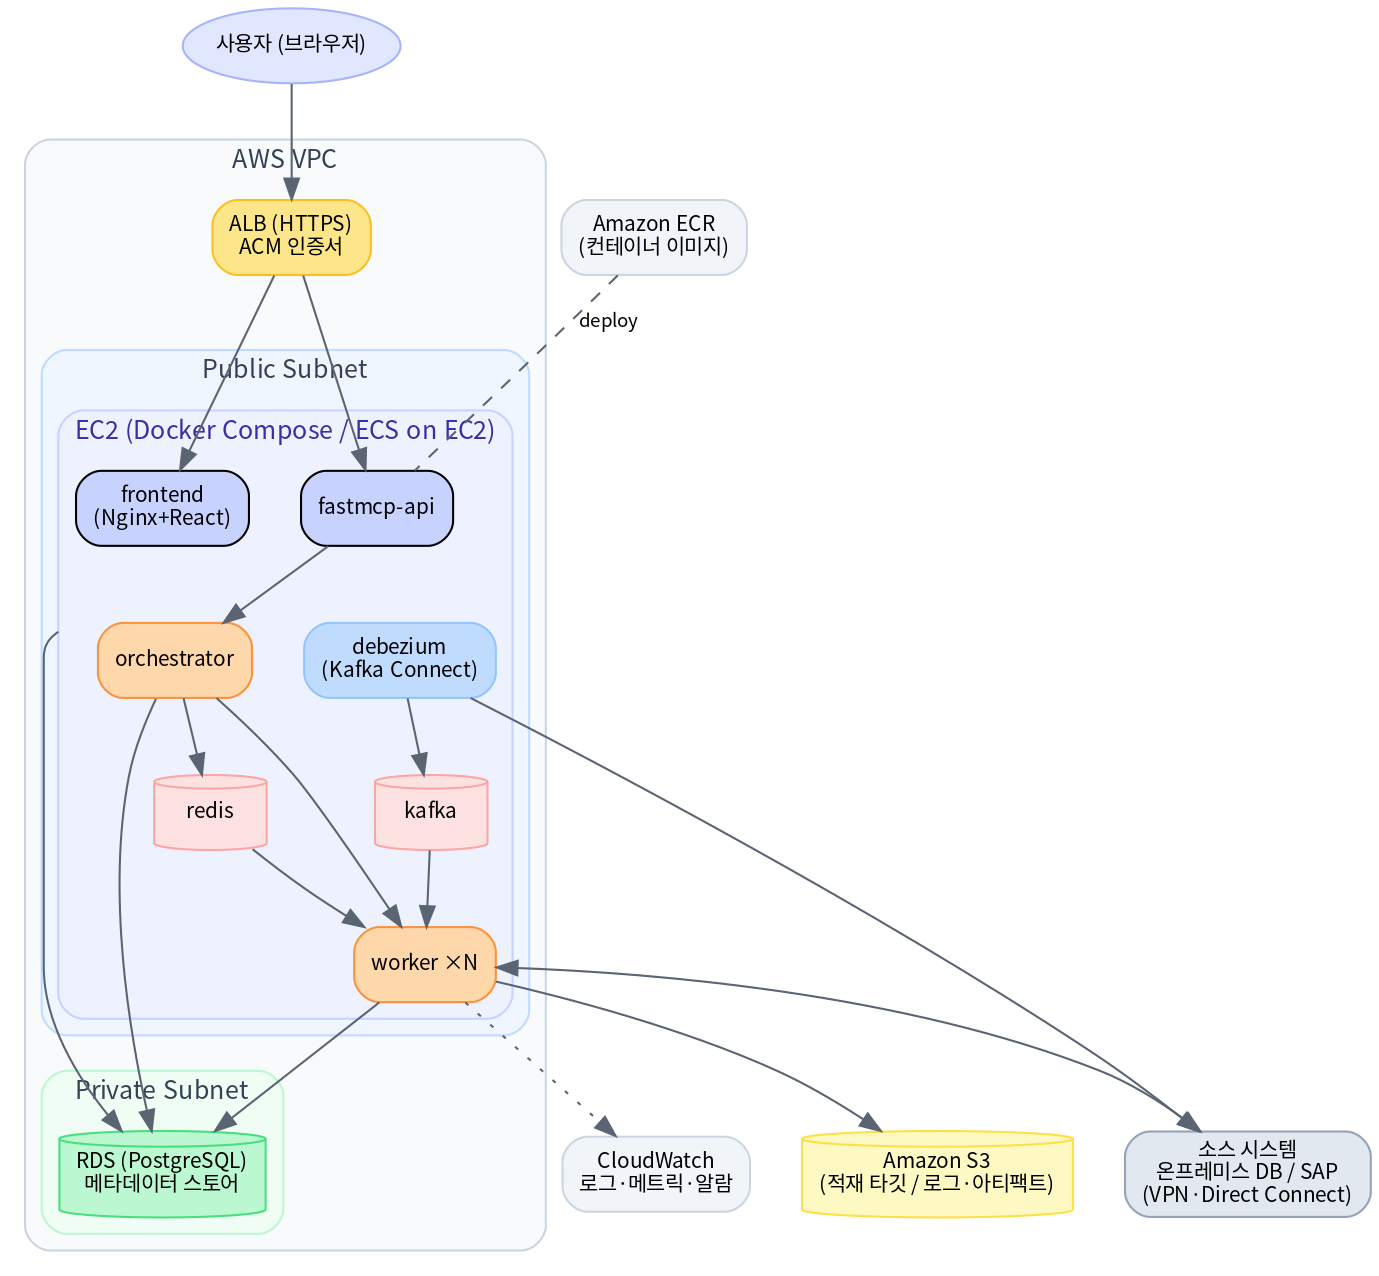 사용자 (브라우저)
AWS VPC
ALB (HTTPS)
ACM 인증서
Amazon ECR
(컨테이너 이미지)
deploy
Public Subnet
EC2 (Docker Compose / ECS on EC2)
frontend
(Nginx+React)
fastmcp-api
orchestrator
debezium
(Kafka Connect)
redis
kafka
worker ×N
Private Subnet
RDS (PostgreSQL)
메타데이터 스토어
CloudWatch
로그·메트릭·알람
Amazon S3
(적재 타깃 / 로그·아티팩트)
소스 시스템
온프레미스 DB / SAP
(VPN·Direct Connect)